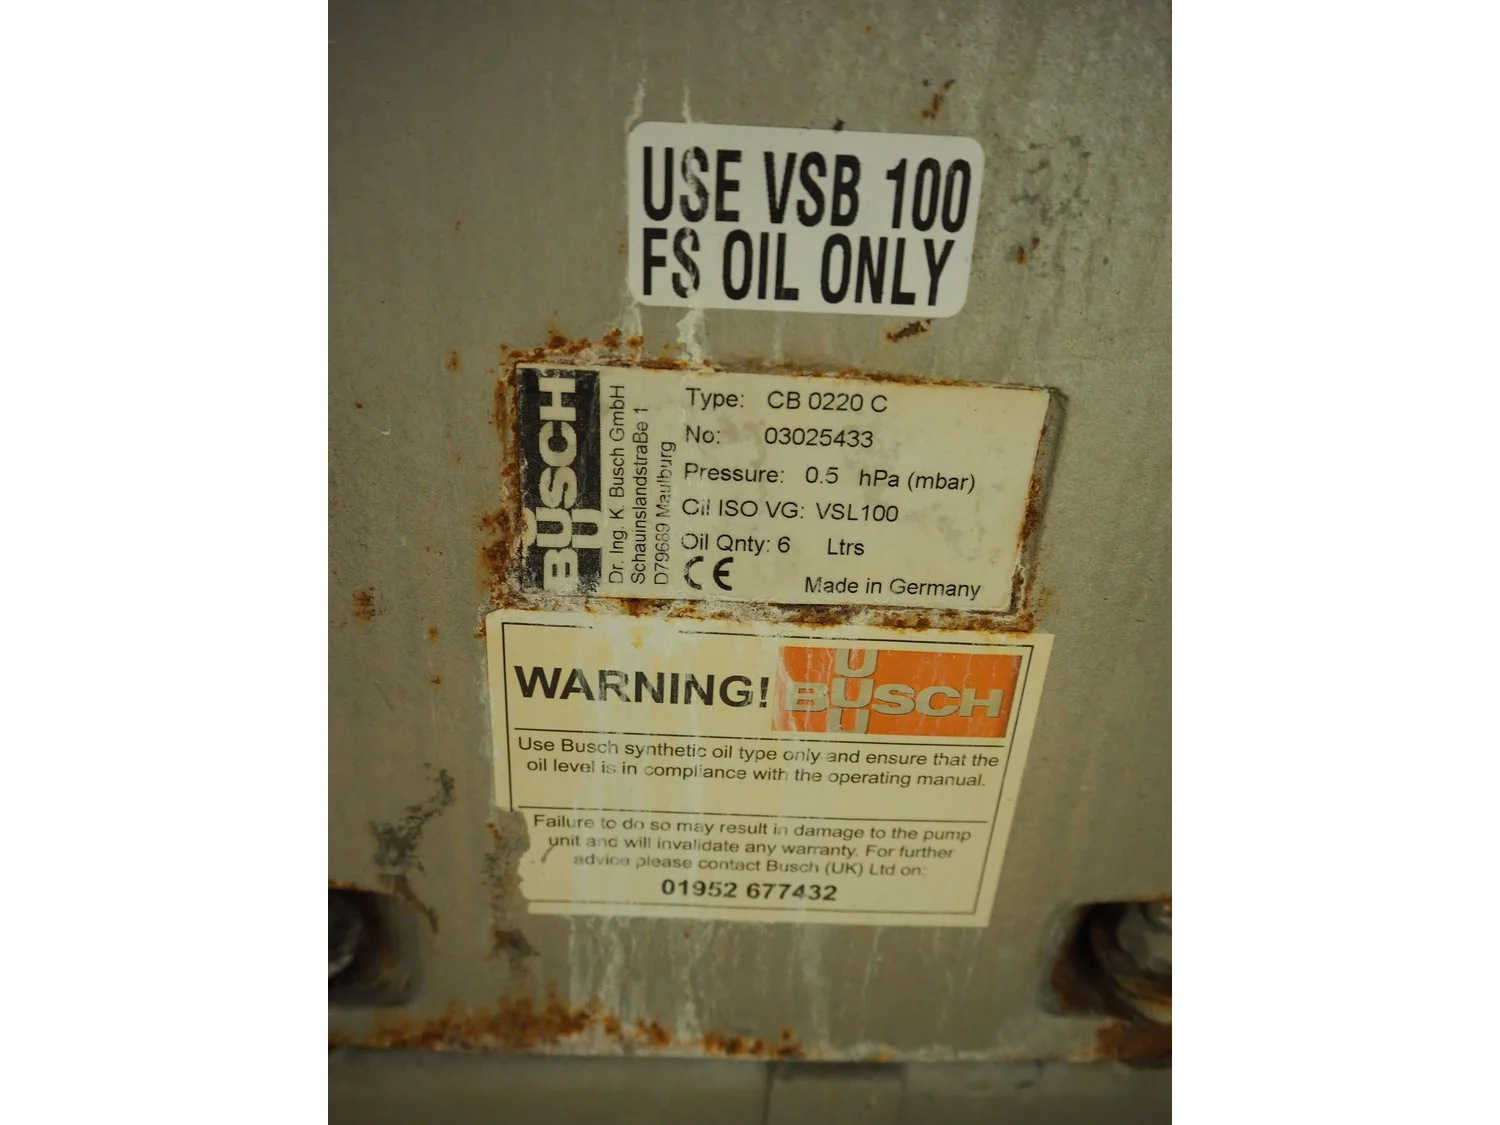 USE VSB 100
FS OIL ONLY
BUSCH
Dr. Ing. K. Busch GmbH
SchauinslandstraBe 1
D79689 Maulburg
Type: CB 0220 C
No: 03025433
Pressure: 0.5 hPa (mbar)
Oil ISO VG: VSL100
Oil Qnty: 6 Ltrs
CE
Made in Germany
WARNING!
U
BUSCH
U
Use Busch synthetic oil type only and ensure that the
oil level is in compliance with the operating manual.
Failure to do so may result in damage to the pump
unit and will invalidate any warranty. For further
advice please contact Busch (UK) Ltd on:
01952 677432